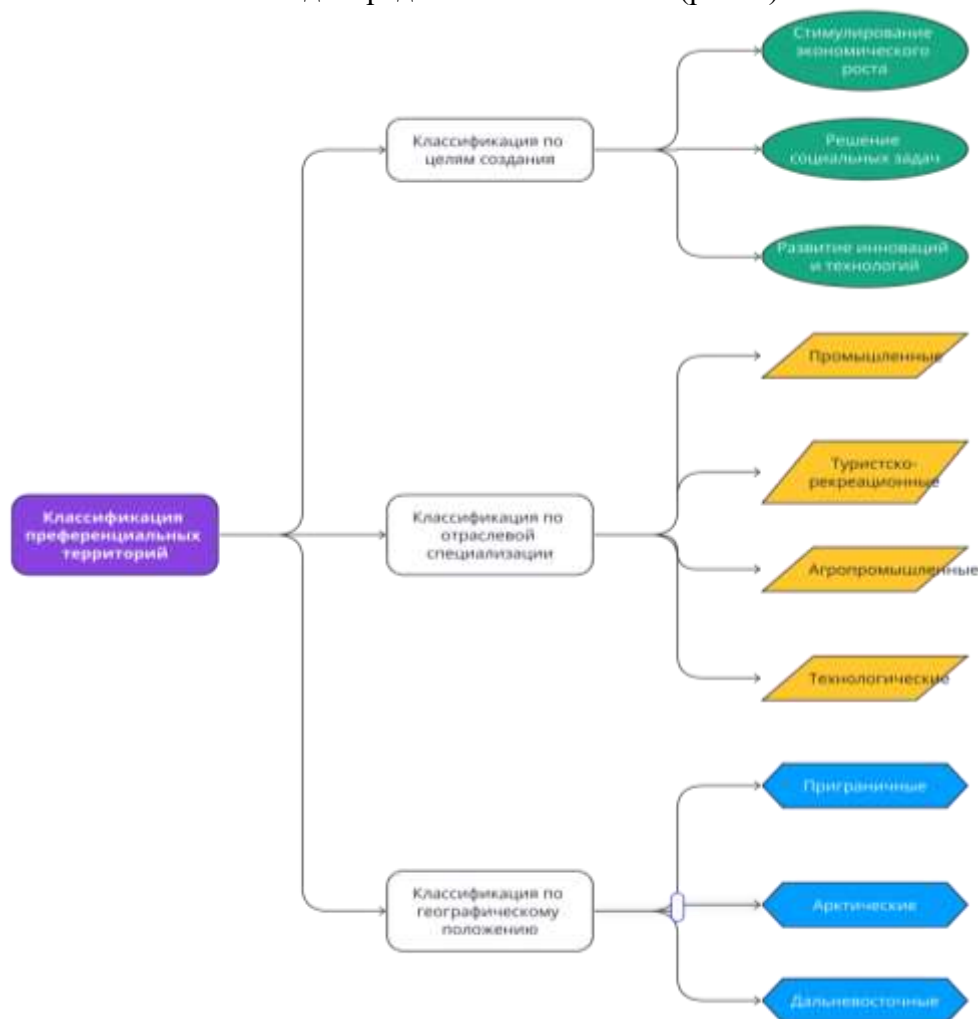 Стимулирование
экономического
роста
Классификация по
целям создания
Решение
социальных задач
Развитие инноваций
и технологий
Промышленные
Туристско-
рекреационные
Классификация
преференциальных
территорий
Классификация по
отраслевой
специализации
Агропромышленные
Технологические
Приграничные
Классификация по
географическому
положению
Арктические
Дальневосточные